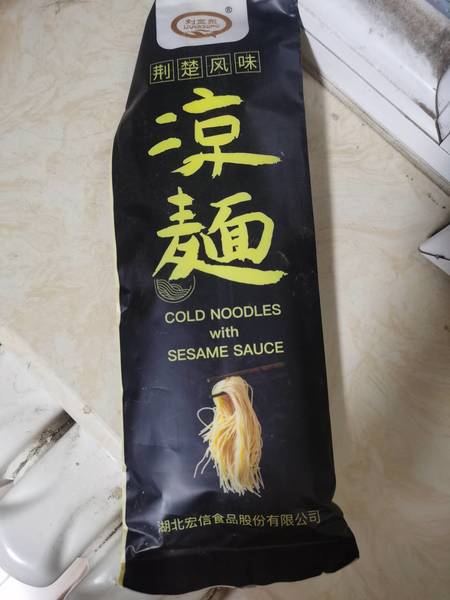 ®
荆楚风味
凉麵
COLD NOODLES
with
SESAME SAUCE
湖北宏信食品股份有限公司